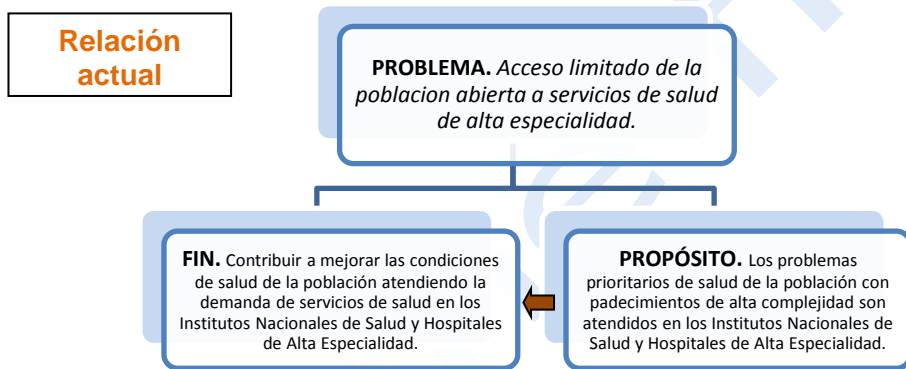 Relación
actual
PROBLEMA. Acceso limitado de la
poblacion abierta a servicios de salud
de alta especialidad.
FIN. Contribuir a mejorar las condiciones
de salud de la población atendiendo la
demanda de servicios de salud en los
Institutos Nacionales de Salud y Hospitales
de Alta Especialidad.
PROPÓSITO. Los problemas
prioritarios de salud de la población con
padecimientos de alta complejidad son
atendidos en los Institutos Nacionales de
Salud y Hospitales de Alta Especialidad.